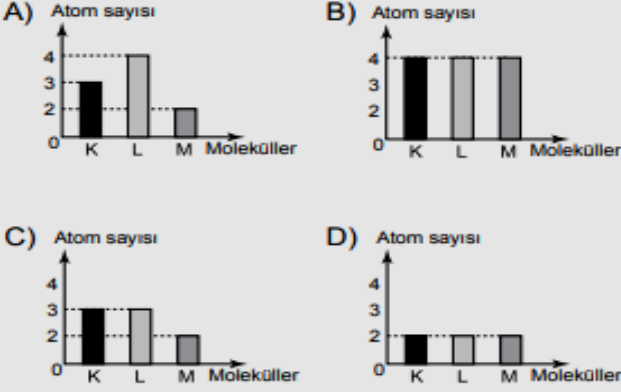 A) Atom sayısı
4
3
2
0
K L M Moleküller
B) Atom sayısı
4
3
2
0
K L M Moleküller
C) Atom sayısı
4
3
2
0
K L M Moleküller
D) Atom sayısı
4
3
2
0
K L M Moleküller